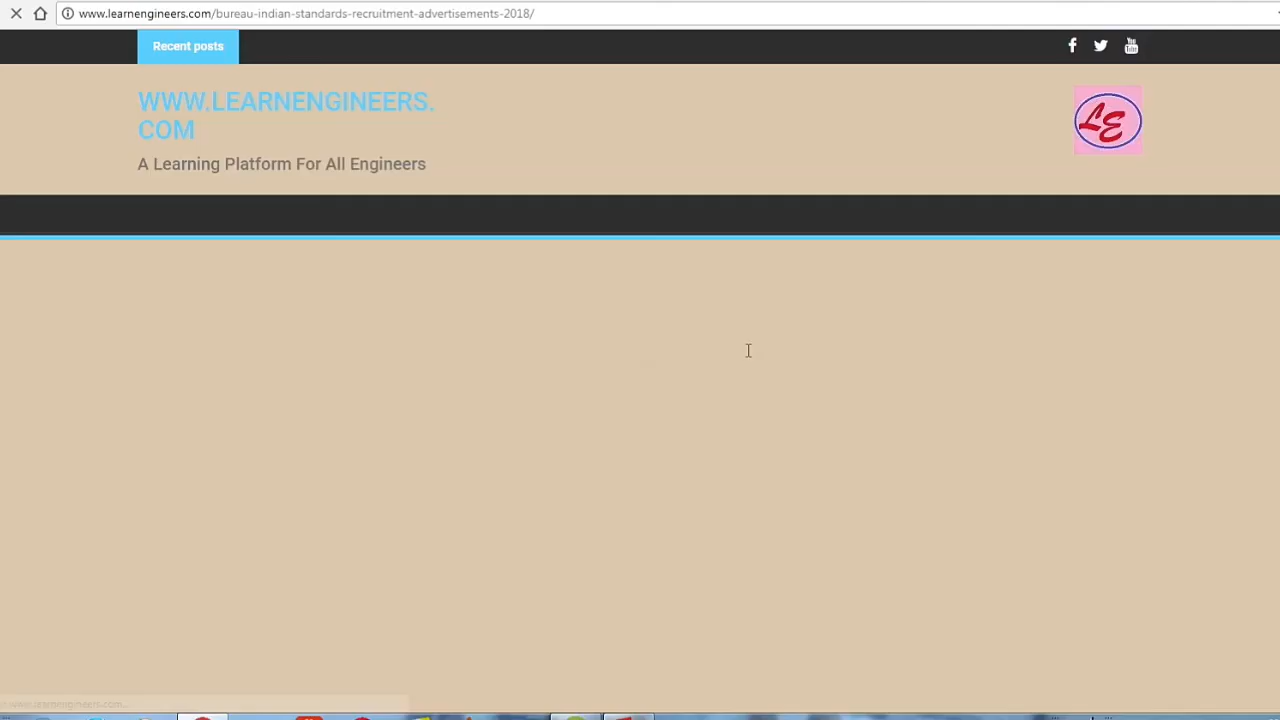 www.learnengineers.com/bureau-indian-standards-recruitment-advertisements-2018/
Recent posts
You
WWW.LEARNENGINEERS.
COM
LE
A Learning Platform For All Engineers